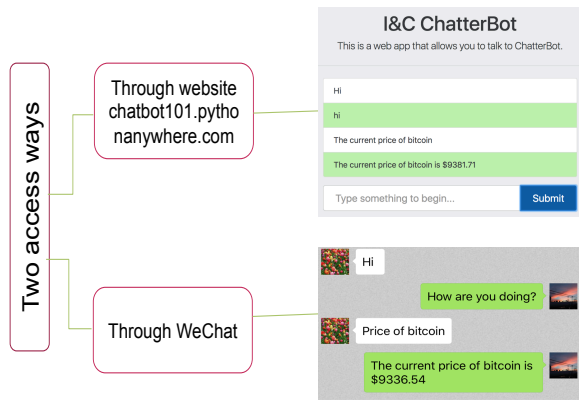 Two access ways
Through website
chatbot101.pytho
nanywhere.com
I&C ChatterBot
This is a web app that allows you to talk to ChatterBot.
Hi
hi
The current price of bitcoin
The current price of bitcoin is $9381.71
Type something to begin...
Submit
Through WeChat
Hi
How are you doing?
Price of bitcoin
The current price of bitcoin is
$9336.54